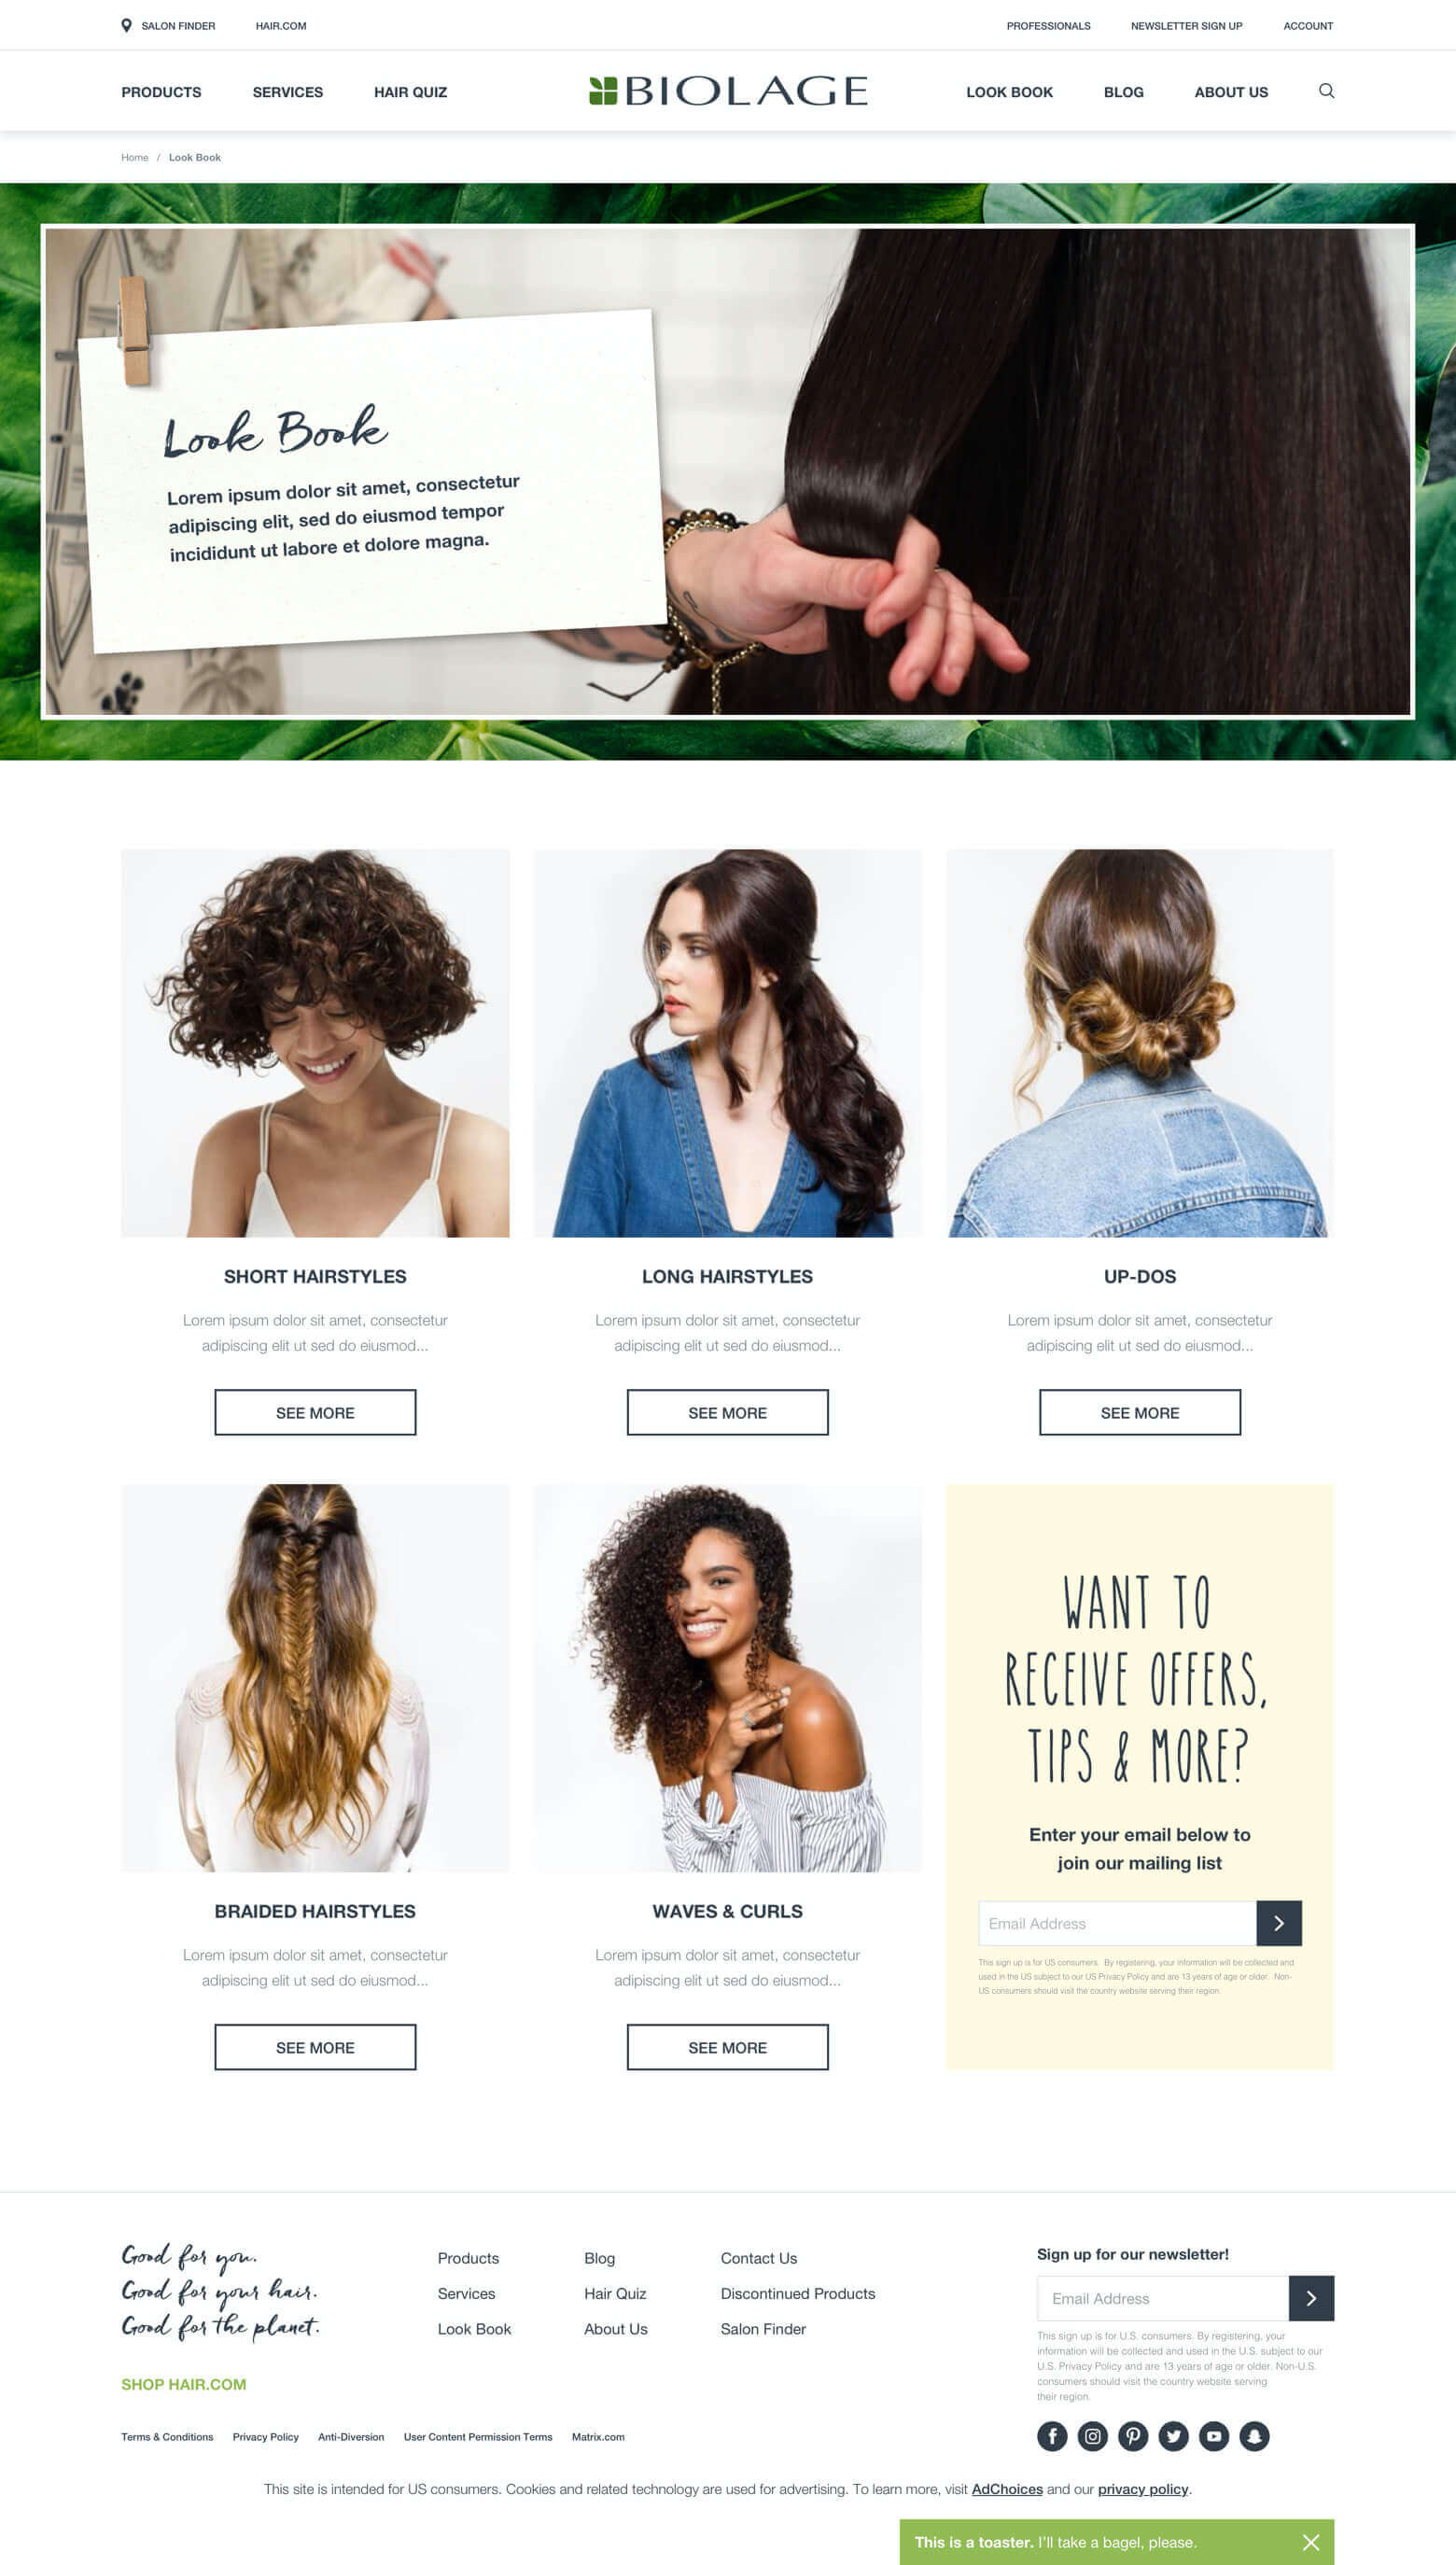 SALON FINDER HAIR.COM PROFESSIONALS NEWSLETTER SIGN UP ACCOUNT
PRODUCTS SERVICES HAIR QUIZ BIOLAGE LOOK BOOK BLOG ABOUT US
Home / Look Book
Look Book
Lorem ipsum dolor sit amet, consectetur
adipiscing elit, sed do eiusmod tempor
incididunt ut labore et dolore magna.
SHORT HAIRSTYLES
Lorem ipsum dolor sit amet, consectetur
adipiscing elit ut sed do eiusmod...
SEE MORE
LONG HAIRSTYLES
Lorem ipsum dolor sit amet, consectetur
adipiscing elit ut sed do eiusmod...
SEE MORE
UP-DOS
Lorem ipsum dolor sit amet, consectetur
adipiscing elit ut sed do eiusmod...
SEE MORE
BRAIDED HAIRSTYLES
Lorem ipsum dolor sit amet, consectetur
adipiscing elit ut sed do eiusmod...
SEE MORE
WAVES & CURLS
Lorem ipsum dolor sit amet, consectetur
adipiscing elit ut sed do eiusmod...
SEE MORE
WANT TO
RECEIVE OFFERS,
TIPS & MORE?
Enter your email below to
join our mailing list
Email Address
This sign up is for US consumers. By registering, your information will be collected and
used in the US subject to our US Privacy Policy and are 13 years of age or older. Non-
US consumers should visit the country website serving their region.
Good for you.
Good for your hair.
Good for the planet.
SHOP HAIR.COM
Products
Services
Look Book
Blog
Hair Quiz
About Us
Contact Us
Discontinued Products
Salon Finder
Sign up for our newsletter!
Email Address
This sign up is for U.S. consumers. By registering, your
information will be collected and used in the U.S. subject to our
U.S. Privacy Policy and are 13 years of age or older. Non-U.S.
consumers should visit the country website serving
their region.
Terms & Conditions Privacy Policy Anti-Diversion User Content Permission Terms Matrix.com
This site is intended for US consumers. Cookies and related technology are used for advertising. To learn more, visit AdChoices and our privacy policy.
This is a toaster. I'll take a bagel, please.